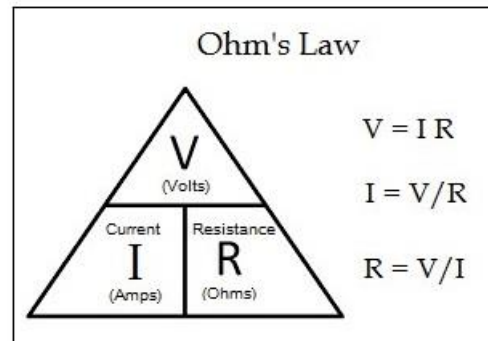 Ohm's Law
V
(Volts)
Current
I
(Amps)
Resistance
R
(Ohms)
V = I R
I = V/R
R = V/I